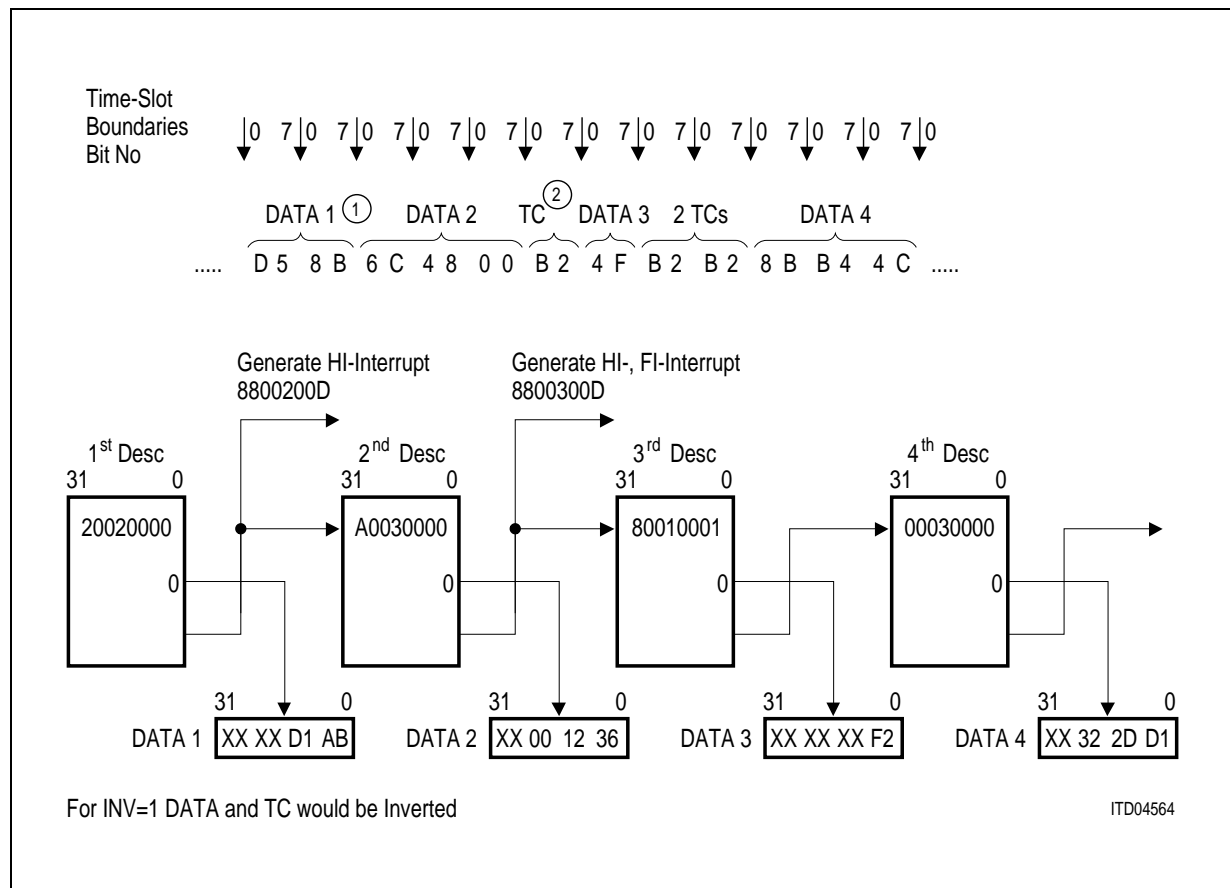 Time-Slot
Boundaries
Bit No
0 7 0 7 0 7 0 7 0 7 0 7 0 7 0 7 0 7 0 7 0 7 0 7 0
DATA 1 1 DATA 2 TC 2 DATA 3 2 TCs DATA 4
..... D 5 8 B 6 C 4 8 0 0 B 2 4 F B 2 B 2 8 B B 4 4 C .....
Generate HI-Interrupt Generate HI-, FI-Interrupt
8800200D 8800300D
1st Desc 2nd Desc 3rd Desc 4th Desc
31 0 31 0 31 0 31 0
20020000 A0030000 80010001 00030000
0 0 0 0
31 0 31 0 31 0 31 0
DATA 1 XX XX D1 AB DATA 2 XX 00 12 36 DATA 3 XX XX XX F2 DATA 4 XX 32 2D D1
For INV=1 DATA and TC would be Inverted ITD04564